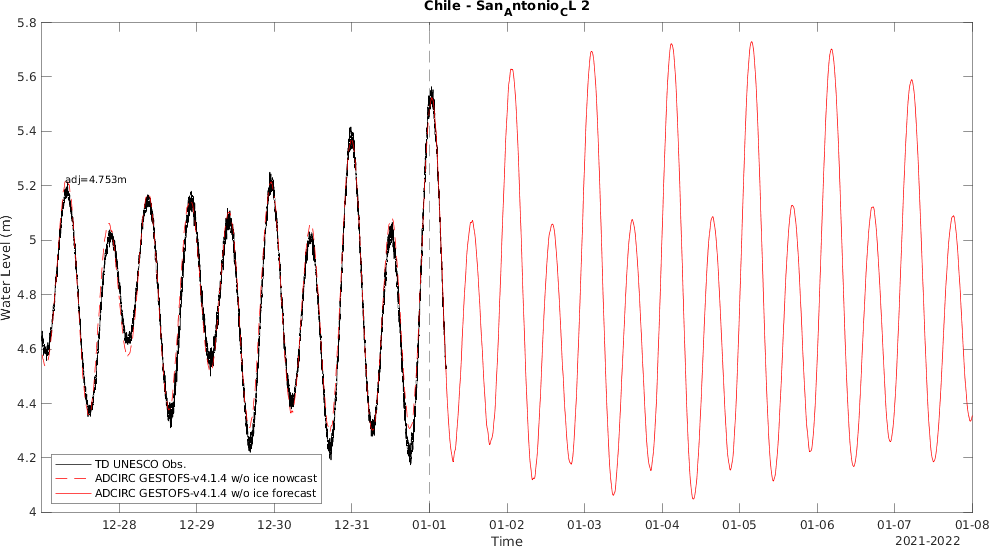 Chile - SanAntonioCL 2
5.8
5.6
5.4
5.2
5
4.8
4.6
4.4
4.2
4
Water Level (m)
adj=4.753m
TD UNESCO Obs.
ADCIRC GESTOFS-v4.1.4 w/o ice nowcast
ADCIRC GESTOFS-v4.1.4 w/o ice forecast
12-28 12-29 12-30 12-31 01-01 01-02 01-03 01-04 01-05 01-06 01-07 01-08
Time
2021-2022